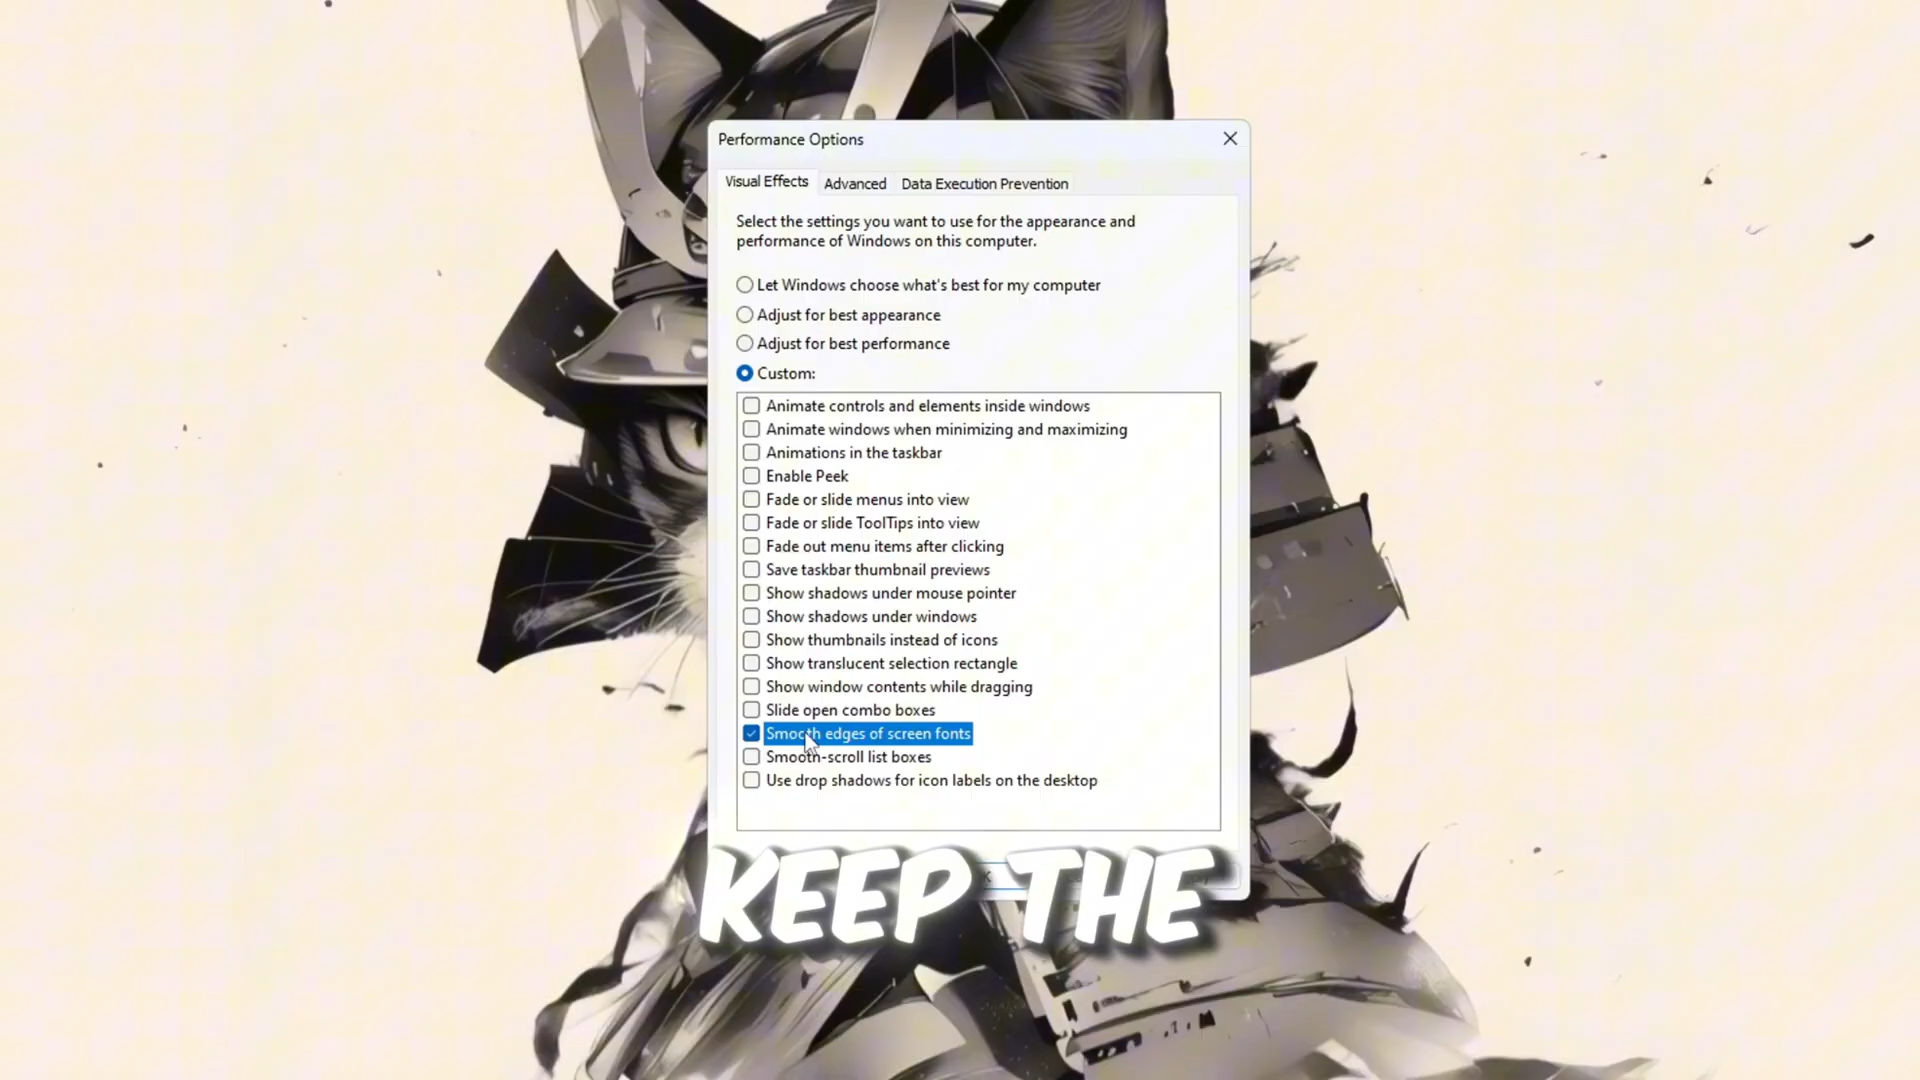 Performance Options
Visual Effects
Advanced
Data Execution Prevention
Select the settings you want to use for the appearance and
performance of Windows on this computer.
Let Windows choose what's best for my computer
Adjust for best appearance
Adjust for best performance
Custom:
Animate controls and elements inside windows
Animate windows when minimizing and maximizing
Animations in the taskbar
Enable Peek
Fade or slide menus into view
Fade or slide ToolTips into view
Fade out menu items after clicking
Save taskbar thumbnail previews
Show shadows under mouse pointer
Show shadows under windows
Show thumbnails instead of icons
Show translucent selection rectangle
Show window contents while dragging
Slide open combo boxes
Smooth edges of screen fonts
Smooth-scroll list boxes
Use drop shadows for icon labels on the desktop
KEEP THE